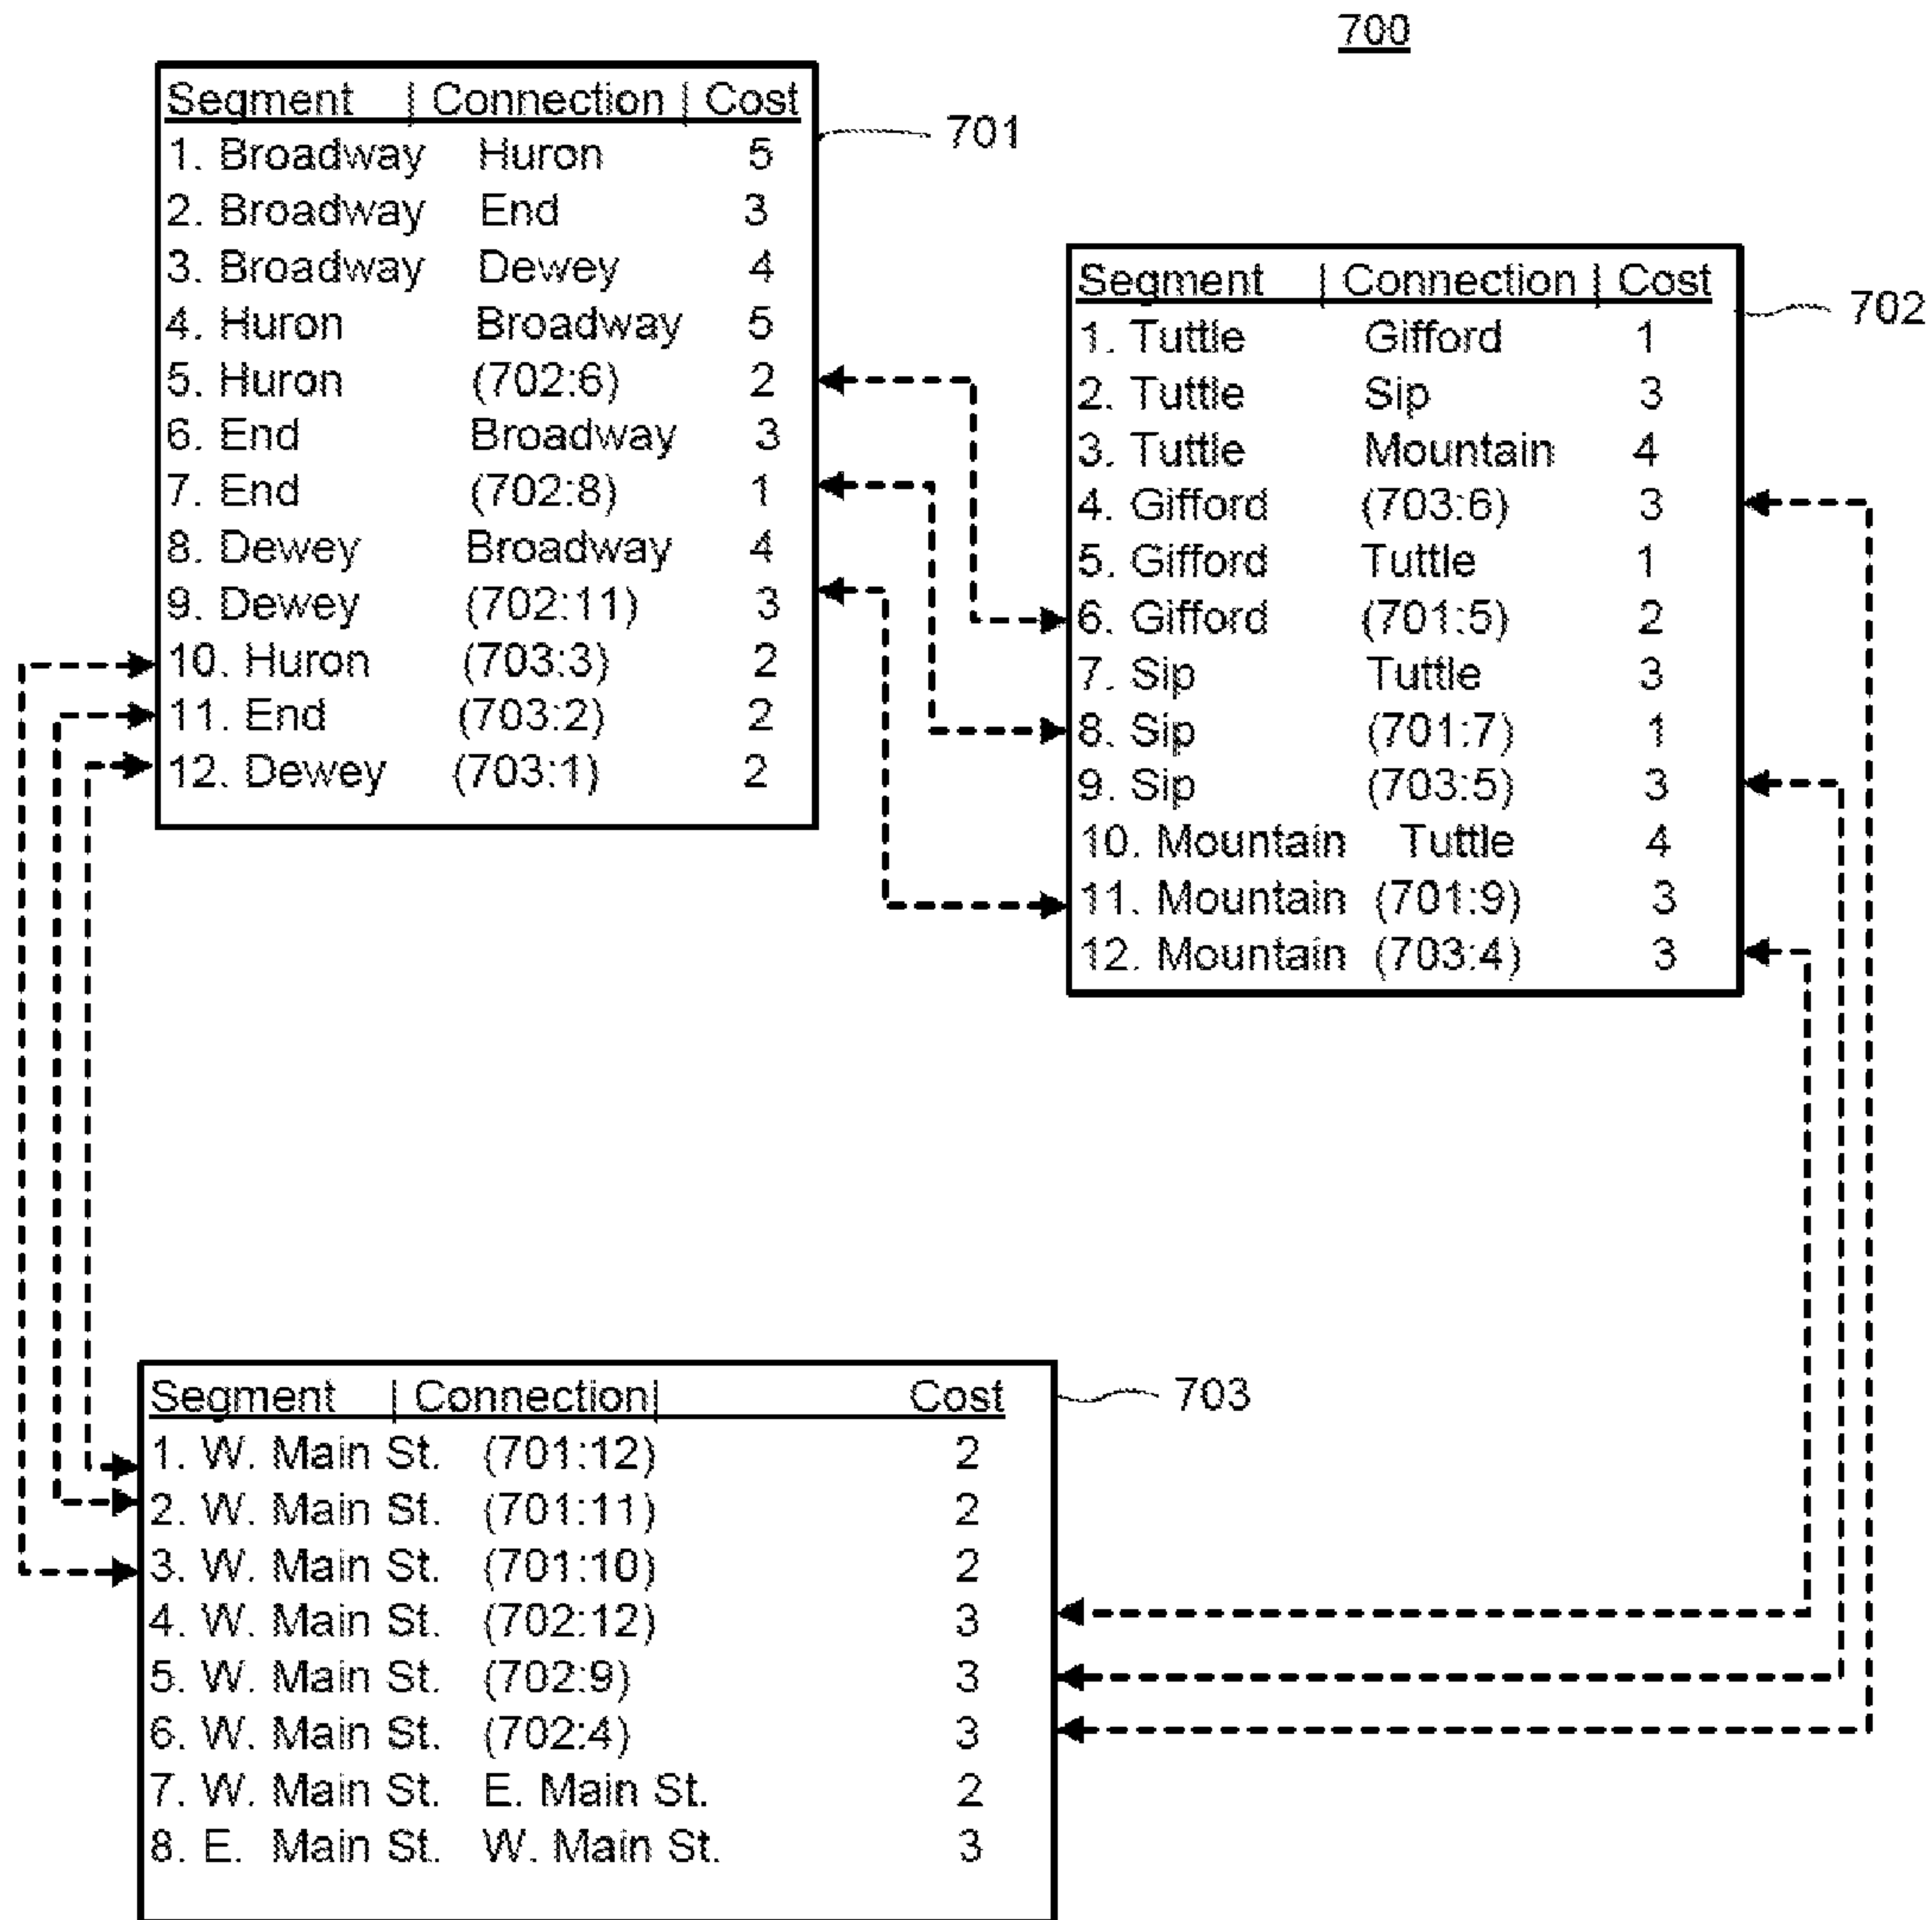 700
Segment | Connection | Cost
1. Broadway Huron 5
2. Broadway End 3
3. Broadway Dewey 4
4. Huron Broadway 5
5. Huron (702:6) 2
6. End Broadway 3
7. End (702:8) 1
8. Dewey Broadway 4
9. Dewey (702:11) 3
10. Huron (703:3) 2
11. End (703:2) 2
12. Dewey (703:1) 2
701
Segment | Connection | Cost
1. Tuttle Gifford 1
2. Tuttle Sip 3
3. Tuttle Mountain 4
4. Gifford (703:6) 3
5. Gifford Tuttle 1
6. Gifford (701:5) 2
7. Sip Tuttle 3
8. Sip (701:7) 1
9. Sip (703:5) 3
10. Mountain Tuttle 4
11. Mountain (701:9) 3
12. Mountain (703:4) 3
702
Segment | Connection| Cost
1. W. Main St. (701:12) 2
2. W. Main St. (701:11) 2
3. W. Main St. (701:10) 2
4. W. Main St. (702:12) 3
5. W. Main St. (702:9) 3
6. W. Main St. (702:4) 3
7. W. Main St. E. Main St. 2
8. E. Main St. W. Main St. 3
703